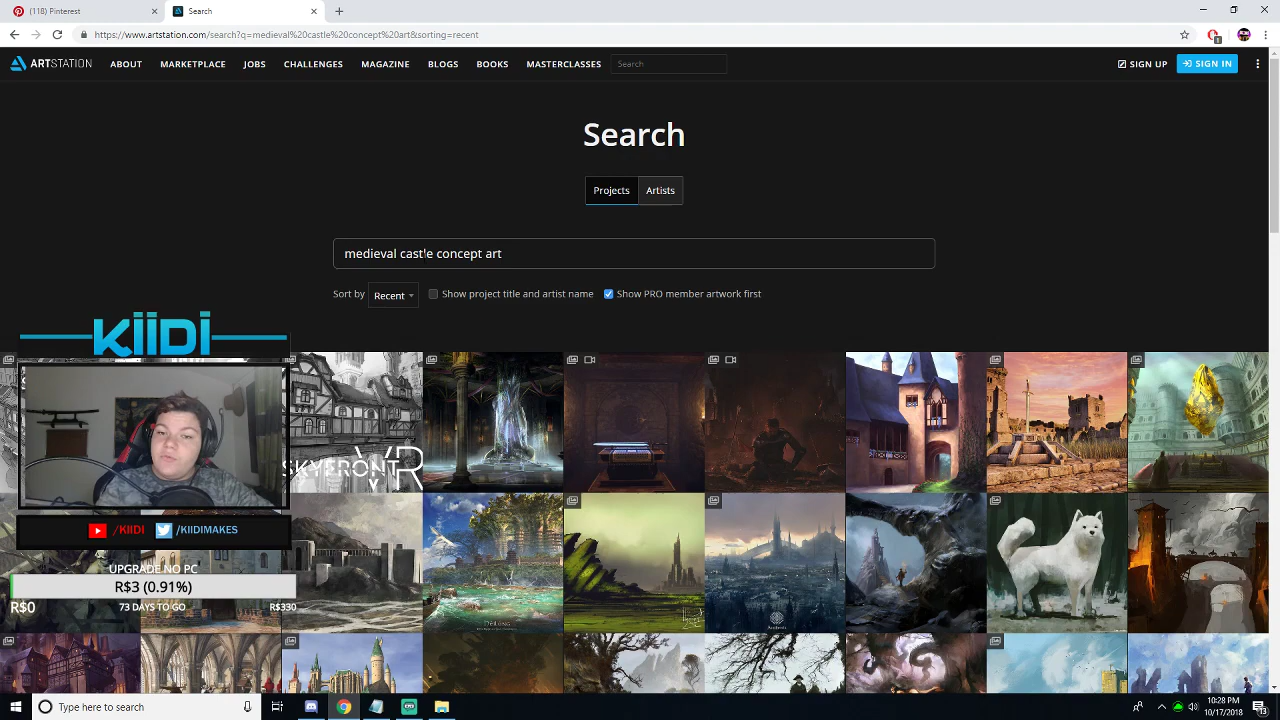 (118) Pinterest
Search
https://www.artstation.com/search?q=medieval%20castle%20concept%20art&sorting=recent
ARTSTATION
ABOUT
MARKETPLACE
JOBS
CHALLENGES
MAGAZINE
BLOGS
BOOKS
MASTERCLASSES
Search
SIGN UP
SIGN IN
Search
Projects
Artists
medieval castle concept art
Sort by
Recent
Show project title and artist name
Show PRO member artwork first
KiiDi
SKYFRONT VR
/KIIDI
/KIIDIMAKES
UPGRADE NO PC
R$3 (0.91%)
R$0
73 DAYS TO GO
R$330
Type here to search
10:28 PM
10/17/2018
13